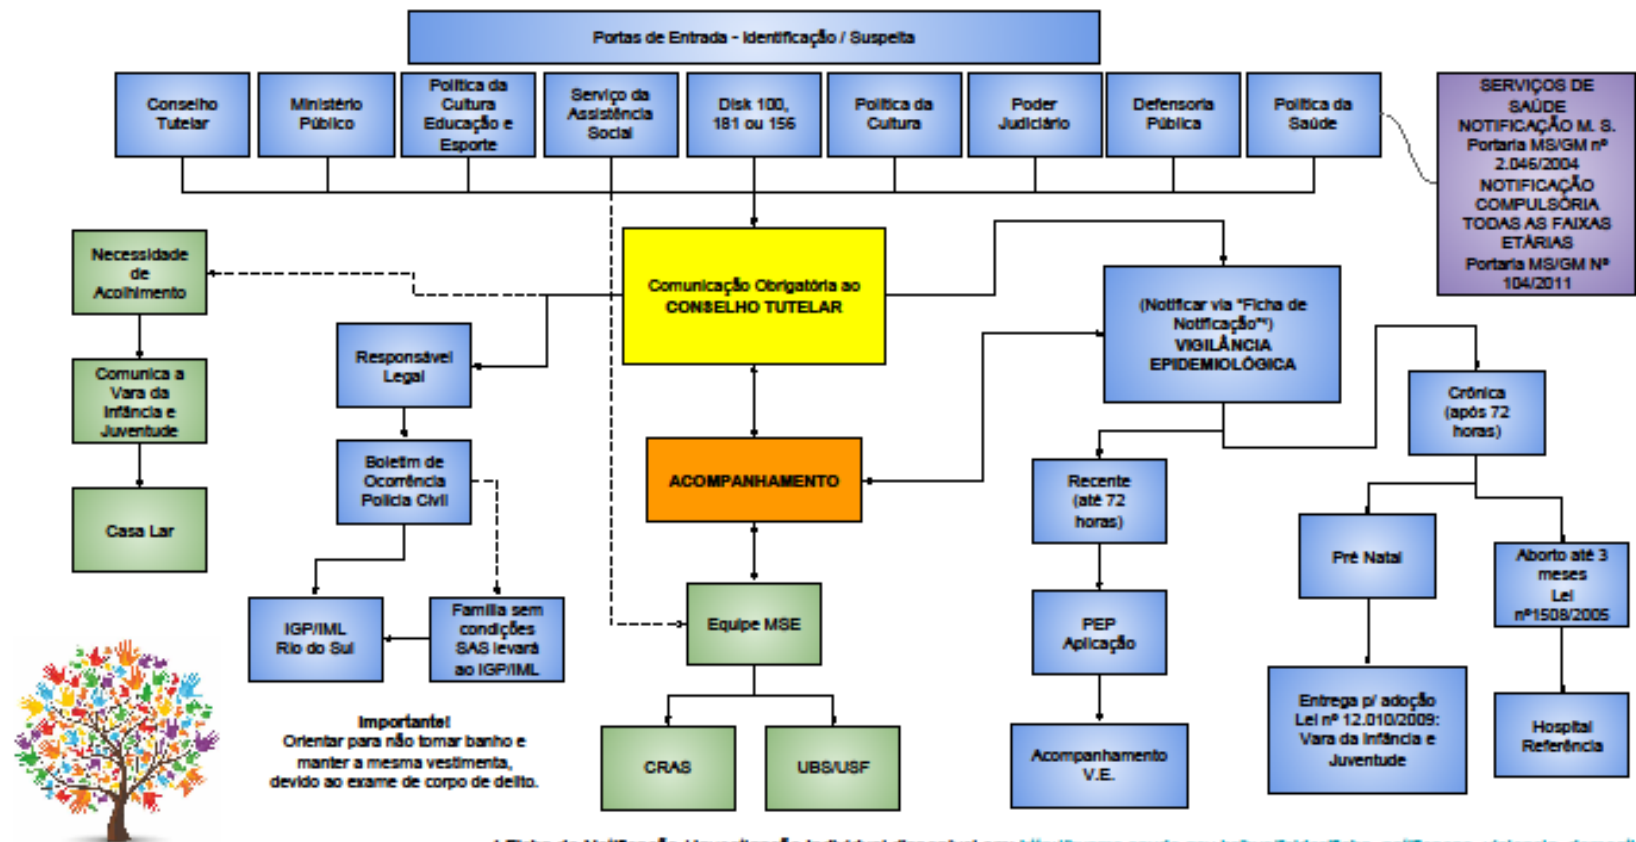 Portas de Entrada - Identificação / Suspeita
Conselho
Tutelar
Ministério
Público
Política da
Cultura
Educação e
Esporte
Serviço da
Assistência
Social
Disk 100,
181 ou 156
Política da
Cultura
Poder
Judiciário
Defensoria
Pública
Política da
Saúde
SERVIÇOS DE
SAÚDE
NOTIFICAÇÃO M. S.
Portaria MS/GM nº
2.046/2004
NOTIFICAÇÃO
COMPULSÓRIA
TODAS AS FAIXAS
ETÁRIAS
Portaria MS/GM Nº
104/2011
Necessidade
de
Acolhimento
Comunicação Obrigatória ao
CONSELHO TUTELAR
(Notificar via "Ficha de
Notificação"*)
VIGILÂNCIA
EPIDEMIOLÓGICA
Responsável
Legal
Comunica a
Vara da
Infância e
Juventude
Crônica
(após 72
horas)
Boletim de
Ocorrência
Polícia Civil
ACOMPANHAMENTO
Recente
(até 72
horas)
Casa Lar
Pré Natal
Aborto até 3
meses
Lei
nº1508/2005
IGP/IML
Rio do Sul
Família sem
condições
SAS levará
ao IGP/IML
Equipe MSE
PEP
Aplicação
Entrega p/ adoção
Lei nº 12.010/2009:
Vara da Infância e
Juventude
Hospital
Referência
Importante!
Orientar para não tomar banho e
manter a mesma vestimenta,
devido ao exame de corpo de delito.
CRAS
UBS/USF
Acompanhamento
V.E.